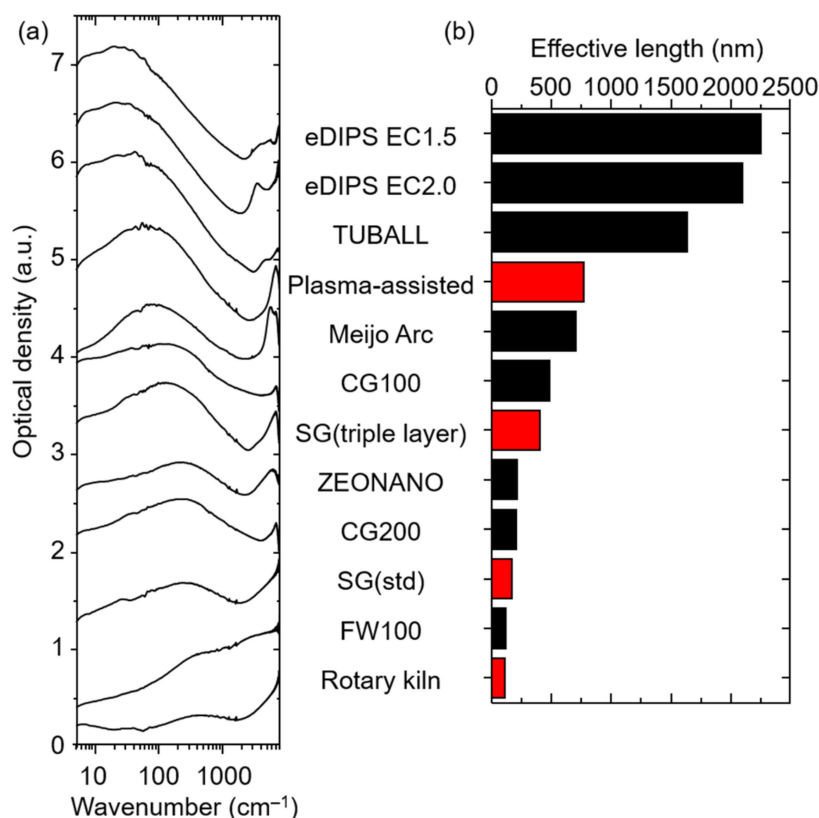 (a)
7
6
5
4
3
2
1
0
Optical density (a.u.)
10 100 1000
Wavenumber (cm⁻¹)
(b)
Effective length (nm)
0 500 1000 1500 2000 2500
eDIPS EC1.5
eDIPS EC2.0
TUBALL
Plasma-assisted
Meijo Arc
CG100
SG(triple layer)
ZEONANO
CG200
SG(std)
FW100
Rotary kiln